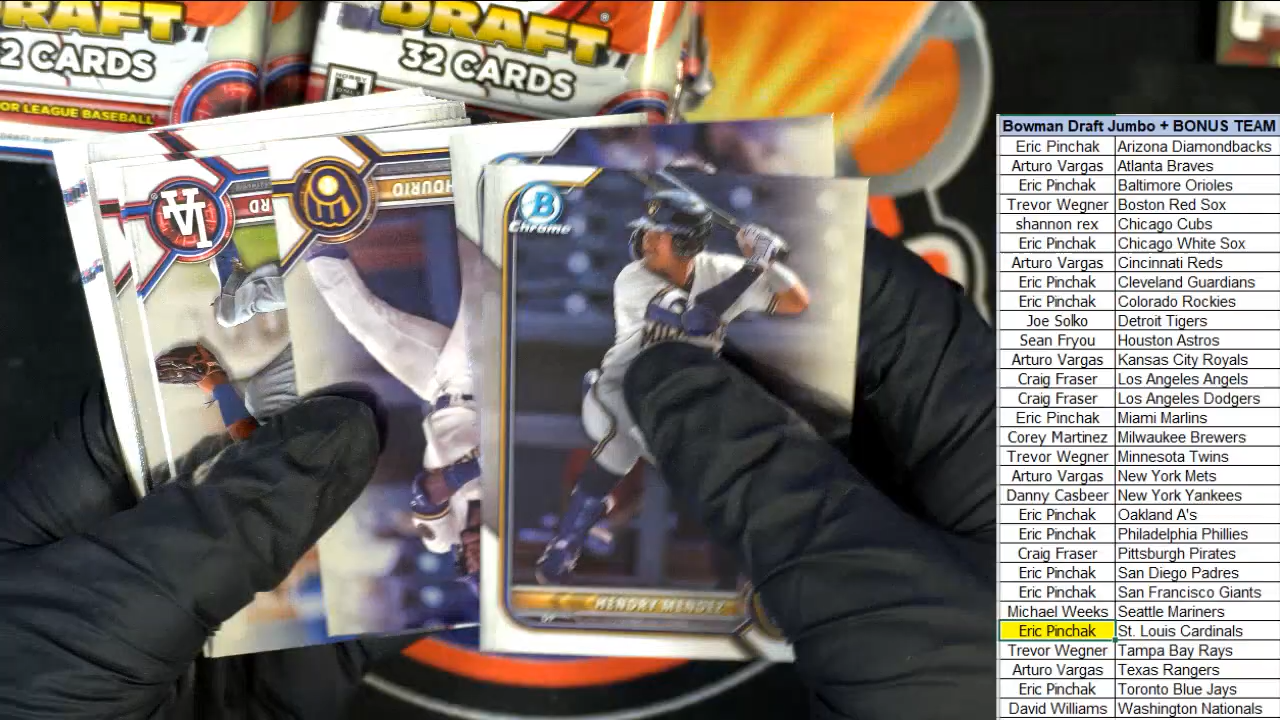 DRAFT
2 CARDS
OR LEAGUE BASEBALL
DRAFT®
32 CARDS
HOBBY
H
RD
HOURIO
B
Chrome
MILW
HENDRY MENDEZ
Bowman Draft Jumbo + BONUS TEAM
Eric Pinchak Arizona Diamondbacks
Arturo Vargas Atlanta Braves
Eric Pinchak Baltimore Orioles
Trevor Wegner Boston Red Sox
shannon rex Chicago Cubs
Eric Pinchak Chicago White Sox
Arturo Vargas Cincinnati Reds
Eric Pinchak Cleveland Guardians
Eric Pinchak Colorado Rockies
Joe Solko Detroit Tigers
Sean Fryou Houston Astros
Arturo Vargas Kansas City Royals
Craig Fraser Los Angeles Angels
Craig Fraser Los Angeles Dodgers
Eric Pinchak Miami Marlins
Corey Martinez Milwaukee Brewers
Trevor Wegner Minnesota Twins
Arturo Vargas New York Mets
Danny Casbeer New York Yankees
Eric Pinchak Oakland A's
Eric Pinchak Philadelphia Phillies
Craig Fraser Pittsburgh Pirates
Eric Pinchak San Diego Padres
Eric Pinchak San Francisco Giants
Michael Weeks Seattle Mariners
Eric Pinchak St. Louis Cardinals
Trevor Wegner Tampa Bay Rays
Arturo Vargas Texas Rangers
Eric Pinchak Toronto Blue Jays
David Williams Washington Nationals